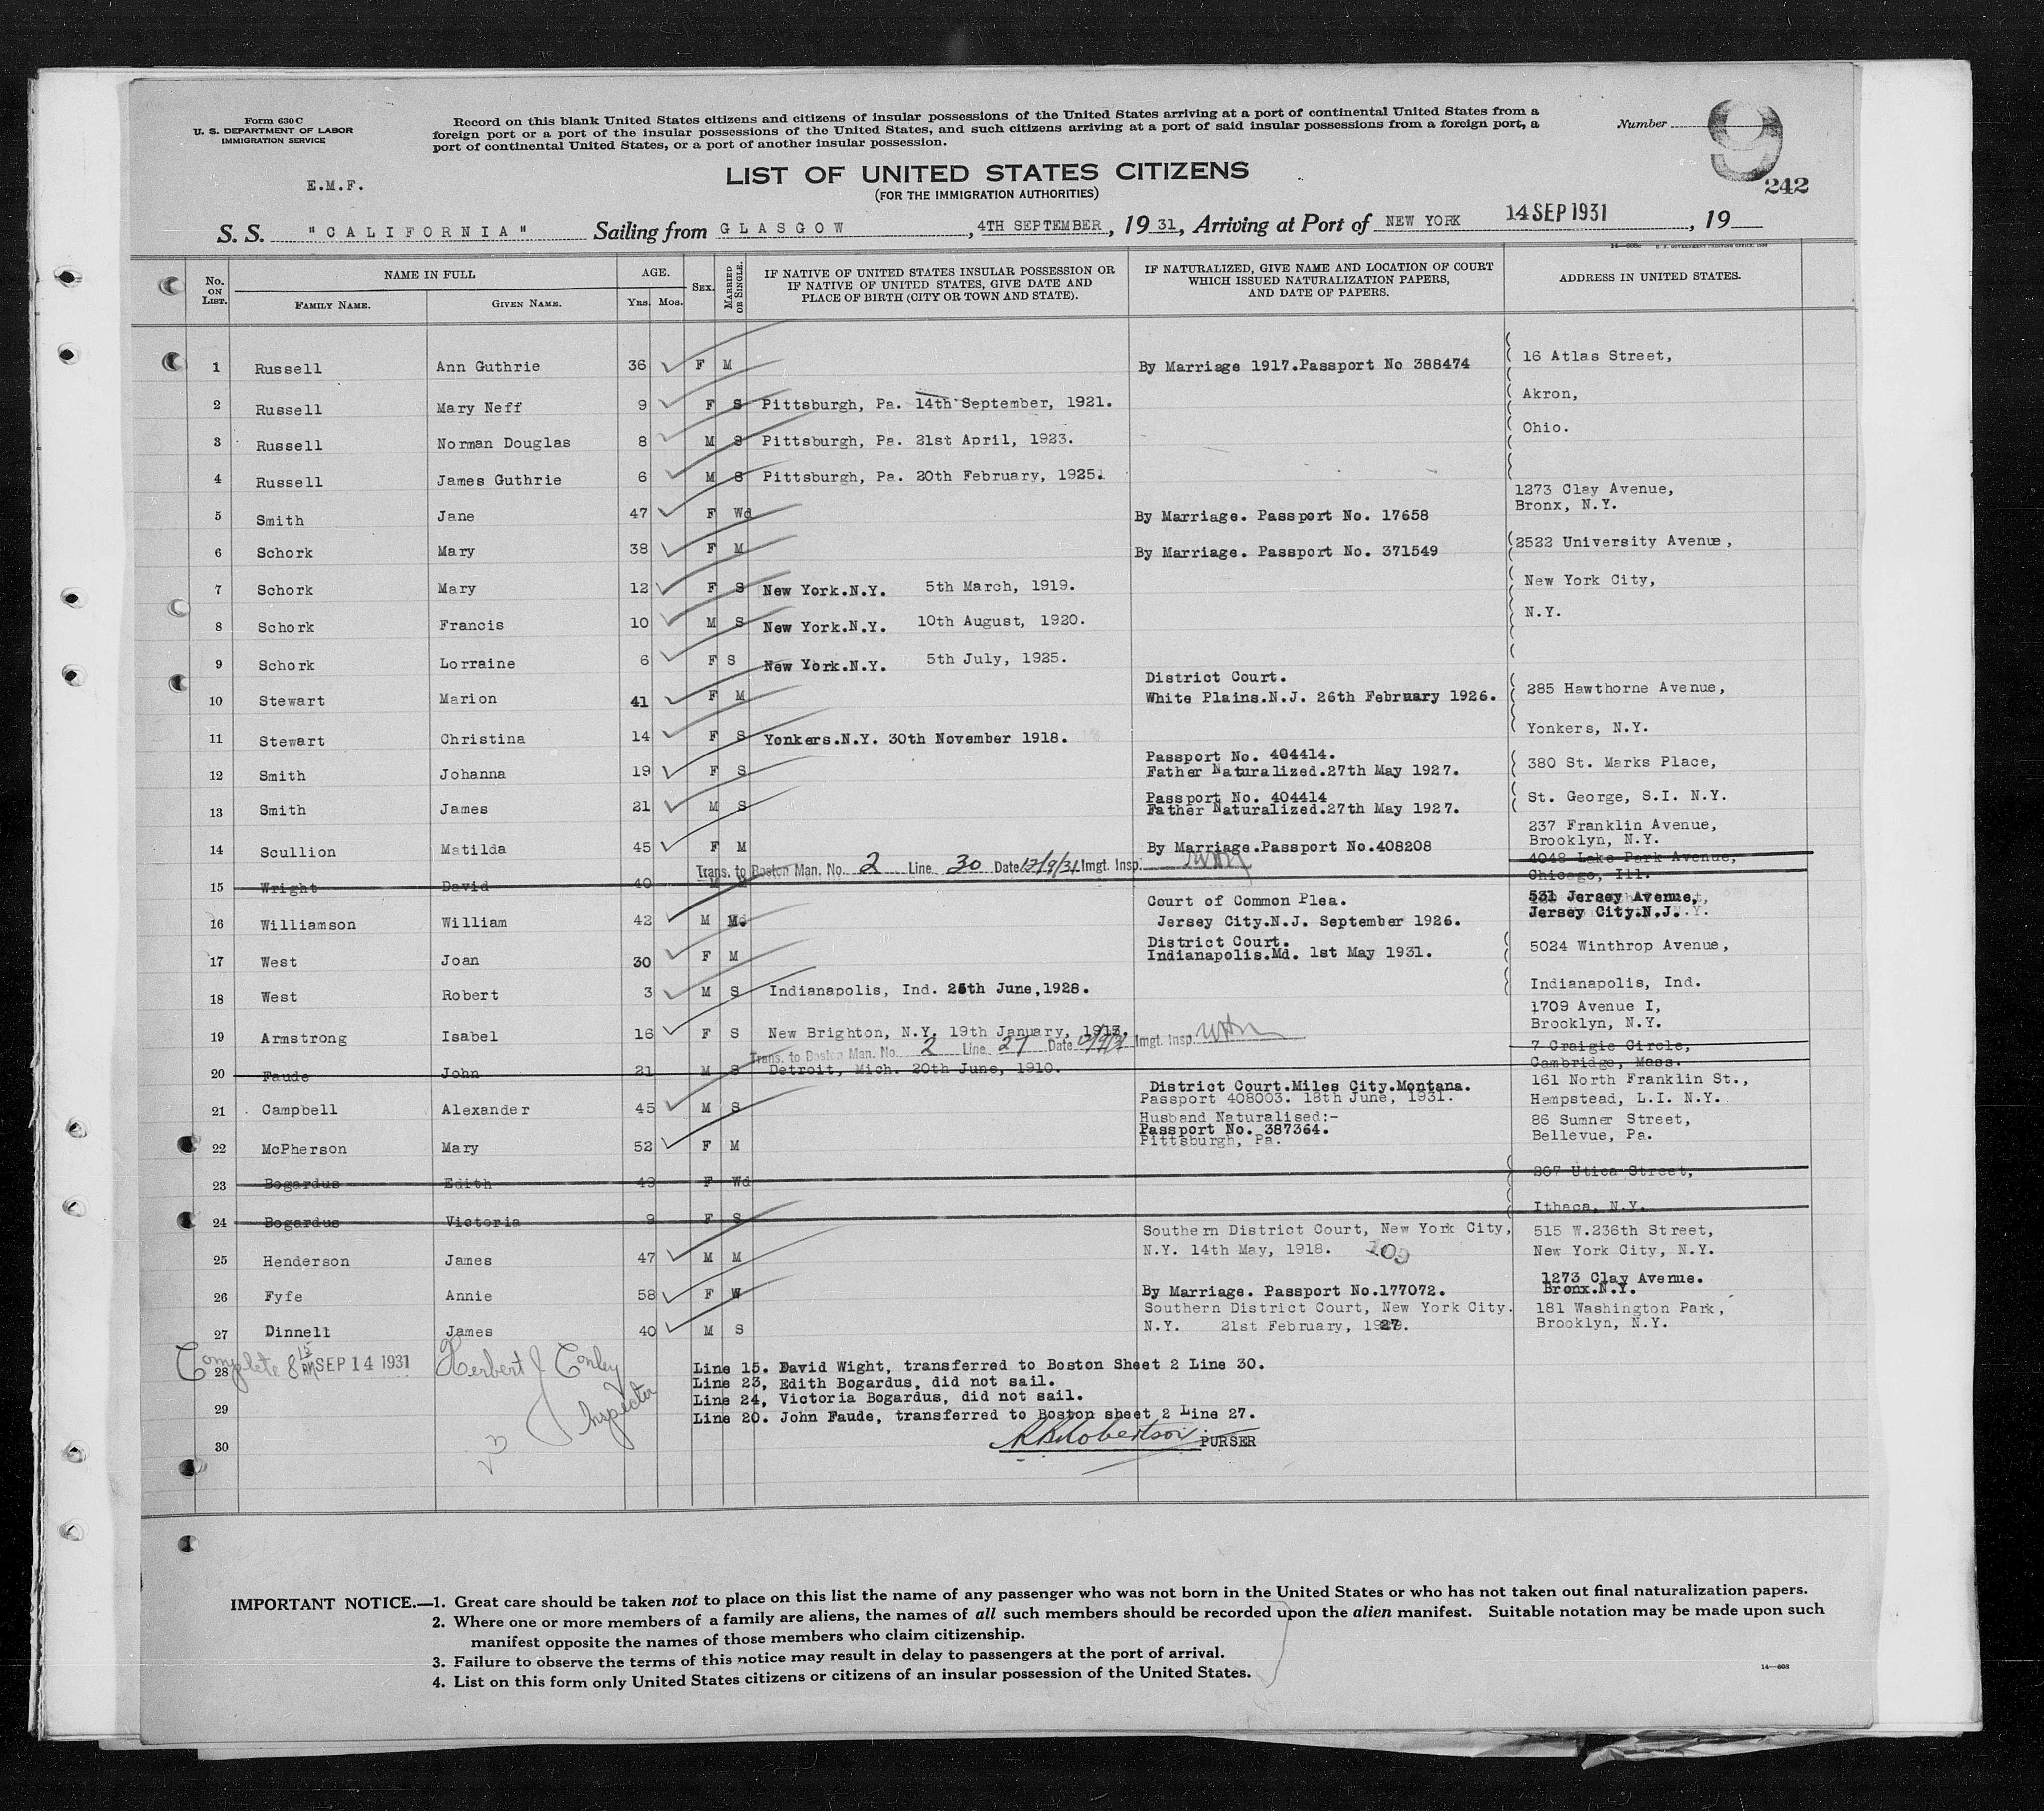 Form 630 C
U. S. DEPARTMENT OF LABOR
IMMIGRATION SERVICE
Record on this blank United States citizens and citizens of insular possessions of the United States arriving at a port of continental United States from a
foreign port or a port of the insular possessions of the United States, and such citizens arriving at a port of said insular possessions from a foreign port, a
port of continental United States, or a port of another insular possession.
Number
9
242
E.M.F.
LIST OF UNITED STATES CITIZENS
(FOR THE IMMIGRATION AUTHORITIES)
S. S. "CALIFORNIA" Sailing from GLASGOW, 4TH SEPTEMBER, 19 31, Arriving at Port of NEW YORK 14 SEP 1931, 19
No. ON LIST. NAME IN FULL AGE. SEX. MARRIED OR SINGLE. IF NATIVE OF UNITED STATES INSULAR POSSESSION OR IF NATIVE OF UNITED STATES, GIVE DATE AND PLACE OF BIRTH (CITY OR TOWN AND STATE). IF NATURALIZED, GIVE NAME AND LOCATION OF COURT WHICH ISSUED NATURALIZATION PAPERS, AND DATE OF PAPERS. ADDRESS IN UNITED STATES.
FAMILY NAME. GIVEN NAME. YRS. MOS.
1 Russell Ann Guthrie 36 F M By Marriage 1917.Passport No 388474 16 Atlas Street,
2 Russell Mary Neff 9 F S Pittsburgh, Pa. 14th September, 1921. Akron,
3 Russell Norman Douglas 8 M S Pittsburgh, Pa. 21st April, 1923. Ohio.
4 Russell James Guthrie 6 M S Pittsburgh, Pa. 20th February, 1925.
1273 Clay Avenue,
5 Smith Jane 47 F Wd By Marriage. Passport No. 17658 Bronx, N.Y.
6 Schork Mary 38 F M By Marriage. Passport No. 371549 2522 University Avenue,
7 Schork Mary 12 F S New York.N.Y. 5th March, 1919. New York City,
8 Schork Francis 10 M S New York.N.Y. 10th August, 1920. N.Y.
9 Schork Lorraine 6 F S New York.N.Y. 5th July, 1925.
District Court.
10 Stewart Marion 41 F M White Plains.N.J. 26th February 1926. 285 Hawthorne Avenue,
11 Stewart Christina 14 F S Yonkers.N.Y. 30th November 1918. Yonkers, N.Y.
Passport No. 404414.
12 Smith Johanna 19 F S Father Naturalized.27th May 1927. 380 St. Marks Place,
Passport No. 404414
13 Smith James 21 M S Father Naturalized.27th May 1927. St. George, S.I. N.Y.
237 Franklin Avenue,
14 Scullion Matilda 45 F M By Marriage.Passport No.408208 Brooklyn, N.Y.
Trans. to Boston Man. No. 2 Line 30 Date 12/9/31 Imgt. Insp. 4048 Lake Park Avenue,
15 Wright David 40 M M Chicago, Ill.
Court of Common Plea. 531 Jersey Avenue,
16 Williamson William 42 M Jersey City.N.J. September 1926. Jersey City.N.J.
District Court.
17 West Joan 30 F M Indianapolis.Md. 1st May 1931. 5024 Winthrop Avenue,
18 West Robert 3 M S Indianapolis, Ind. 25th June,1928. Indianapolis, Ind.
1709 Avenue I,
19 Armstrong Isabel 16 F S New Brighton, N.Y. 19th January, Brooklyn, N.Y.
Trans. to Boston Man. No. 2 Line 27 Date 12/9/31 Imgt. Insp. 7 Craigie Circle,
20 Faude John 21 M S Detroit, Mich. 20th June, 1910. Cambridge, Mass.
District Court.Miles City.Montana. 161 North Franklin St.,
21 Campbell Alexander 45 M S Passport 408003. 18th June, 1931. Hempstead, L.I. N.Y.
Husband Naturalised:- 86 Sumner Street,
22 McPherson Mary 52 F M Passport No. 387364. Bellevue, Pa.
Pittsburgh, Pa.
23 Bogardus Edith F Wd Utica Street,
24 Bogardus Victoria 9 F S Ithaca, N.Y.
Southern District Court, New York City, 515 W.236th Street,
25 Henderson James 47 M M N.Y. 14th May, 1918. New York City, N.Y.
1273 Clay Avenue.
26 Fyfe Annie 58 F W By Marriage. Passport No.177072. Bronx.N.Y.
Southern District Court, New York City. 181 Washington Park,
27 Dinnell James 40 M S N.Y. 21st February, 1927. Brooklyn, N.Y.
28 Complete 8 15 AM SEP 14 1931 Herbert J Conley Line 15. David Wight, transferred to Boston Sheet 2 Line 30.
Inspector Line 23, Edith Bogardus, did not sail.
Line 24, Victoria Bogardus, did not sail.
29 Line 20. John Faude, transferred to Boston sheet 2 Line 27.
30 Robertson PURSER
IMPORTANT NOTICE.—1. Great care should be taken not to place on this list the name of any passenger who was not born in the United States or who has not taken out final naturalization papers.
2. Where one or more members of a family are aliens, the names of all such members should be recorded upon the alien manifest. Suitable notation may be made upon such
manifest opposite the names of those members who claim citizenship.
3. Failure to observe the terms of this notice may result in delay to passengers at the port of arrival.
4. List on this form only United States citizens or citizens of an insular possession of the United States.
14—608